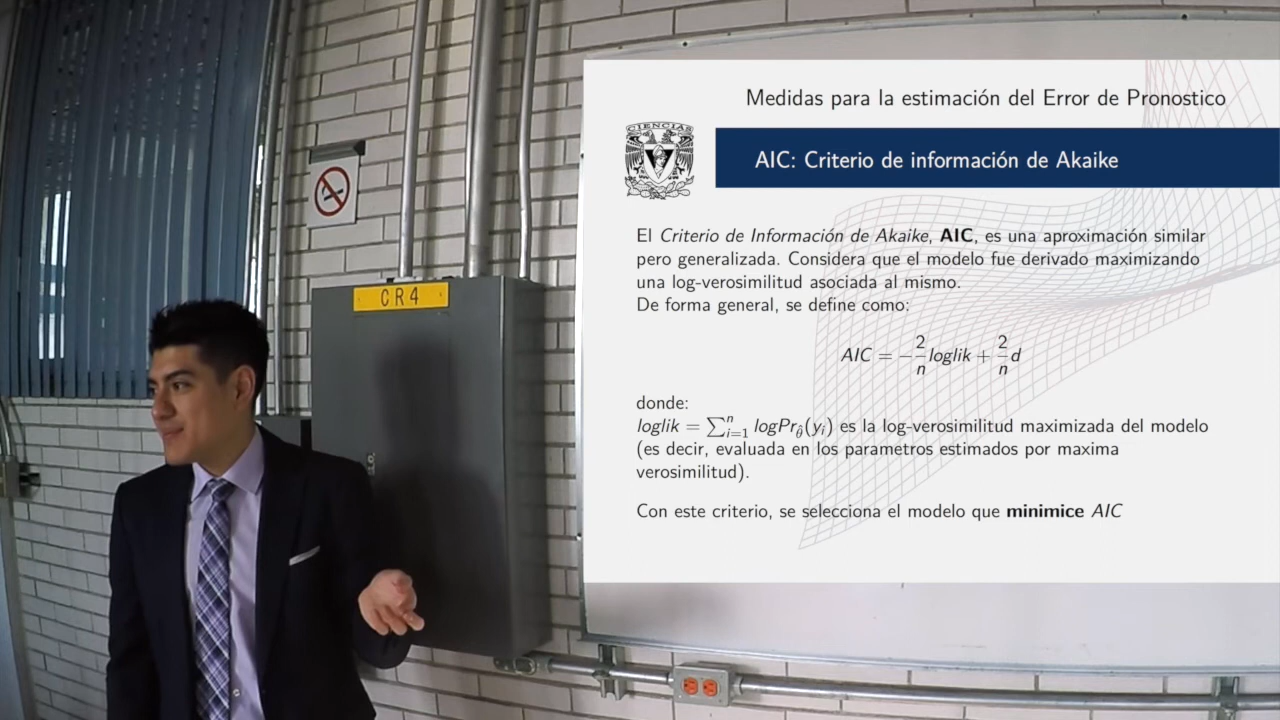 Medidas para la estimación del Error de Pronostico
CIENCIAS
AIC: Criterio de información de Akaike
El Criterio de Información de Akaike, AIC, es una aproximación similar
pero generalizada. Considera que el modelo fue derivado maximizando
una log-verosimilitud asociada al mismo.
De forma general, se define como:
AIC = −2/n loglik + 2/n d
donde:
loglik = ∑ⁿᵢ₌₁ logPr_θ̂(yᵢ) es la log-verosimilitud maximizada del modelo
(es decir, evaluada en los parametros estimados por maxima
verosimilitud).
Con este criterio, se selecciona el modelo que minimice AIC
CR4